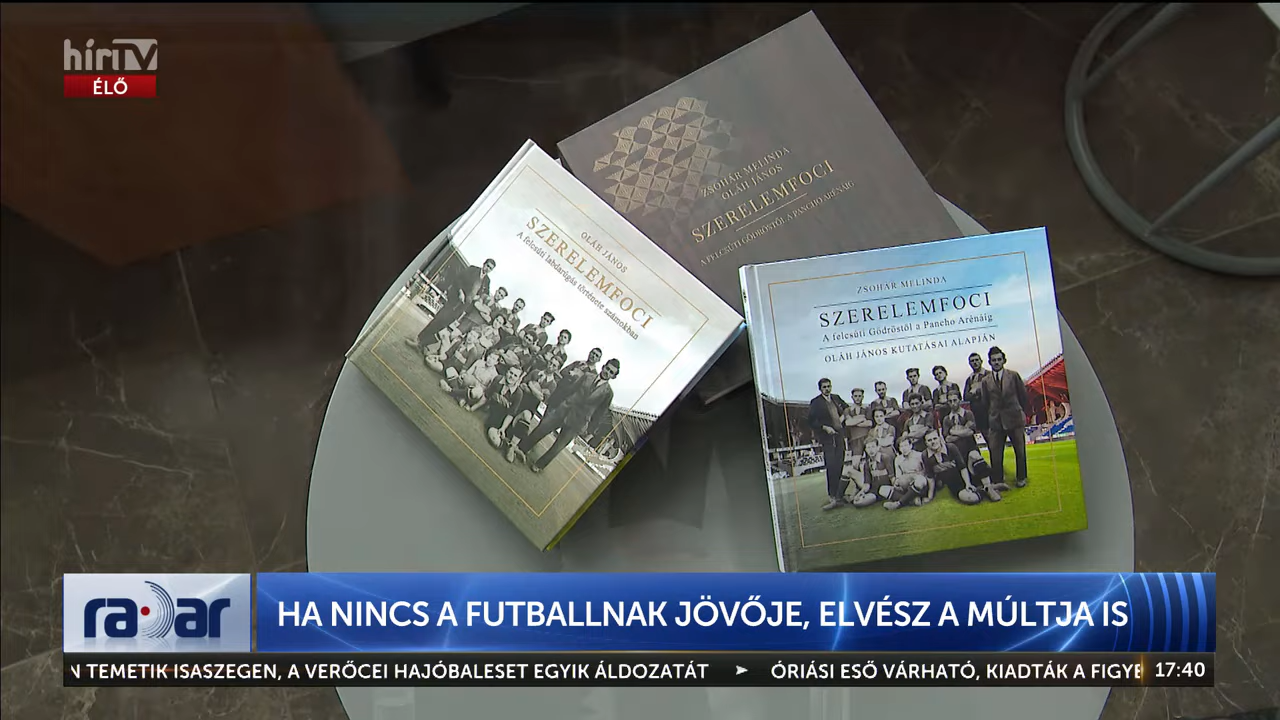 hírTV
ÉLŐ
ZSOHÁR MELINDA
OLÁH JÁNOS
SZERELEMFOCI
A FELCSÚTI GÖDRÖSTŐL A PANCHO ARÉNÁIG
OLÁH JÁNOS
SZERELEMFOCI
A felcsúti labdarúgás története számokban
ZSOHÁR MELINDA
SZERELEMFOCI
A felcsúti Gödröstől a Pancho Arénáig
OLÁH JÁNOS KUTATÁSAI ALAPJÁN
radar
HA NINCS A FUTBALLNAK JÖVŐJE, ELVÉSZ A MÚLTJA IS
N TEMETIK ISASZEGEN, A VERŐCEI HAJÓBALESET EGYIK ÁLDOZATÁT ➤ ÓRIÁSI ESŐ VÁRHATÓ, KIADTÁK A FIGYE
17:40